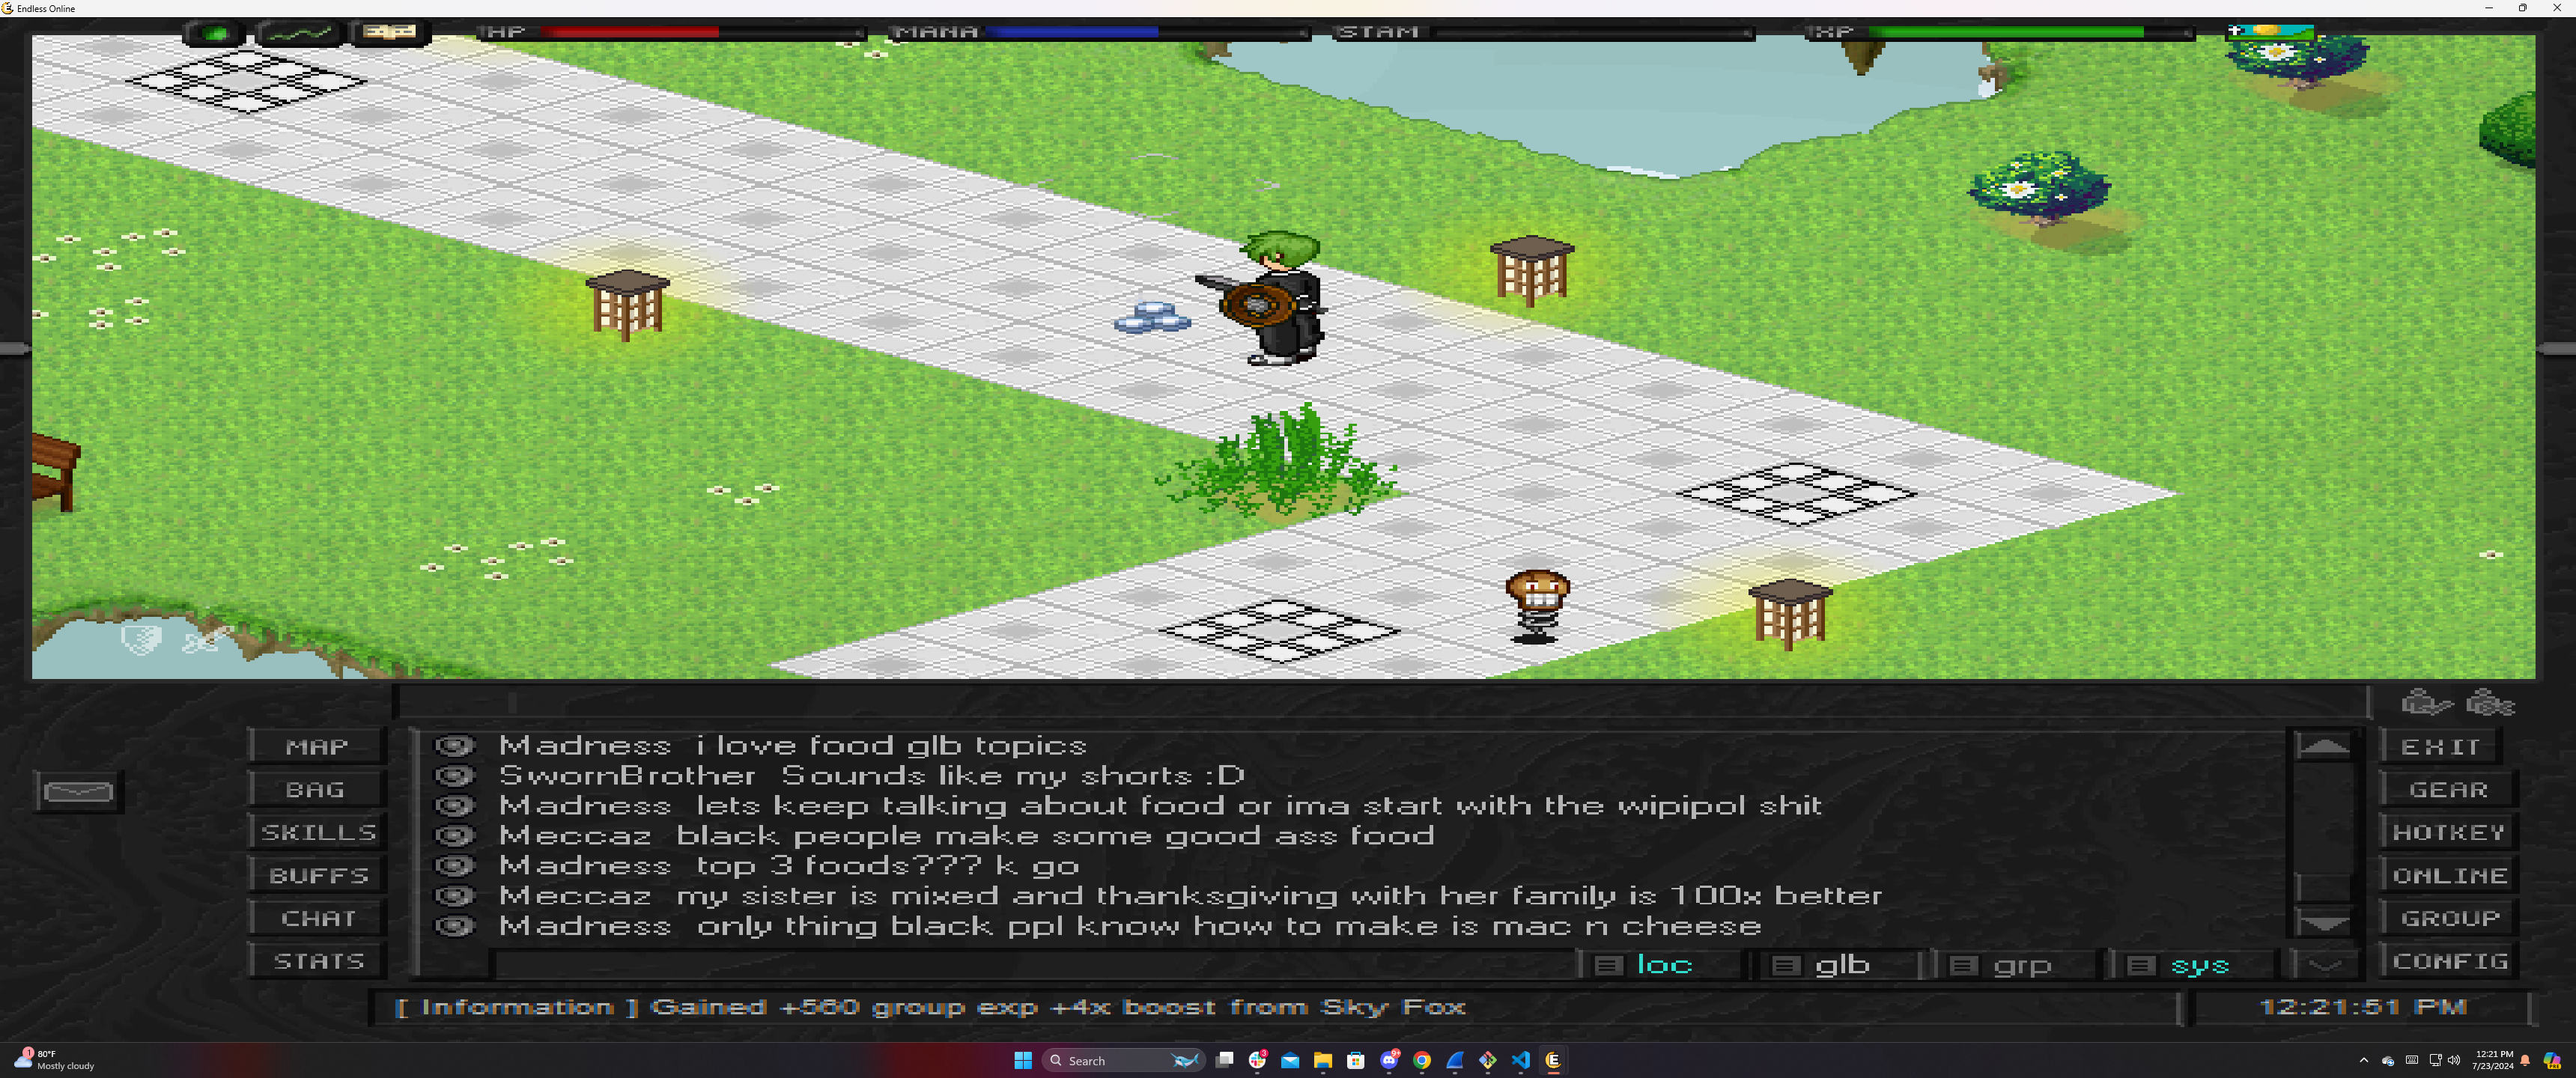 Endless Online
HP MANA STAM XP
MAP
BAG
SKILLS
BUFFS
CHAT
STATS
Madness i love food glb topics
SwornBrother Sounds like my shorts :D
Madness lets keep talking about food or ima start with the wipipol shit
Meccaz black people make some good ass food
Madness top 3 foods??? k go
Meccaz my sister is mixed and thanksgiving with her family is 100x better
Madness only thing black ppl know how to make is mac n cheese
loc glb grp sys
EXIT
GEAR
HOTKEY
ONLINE
GROUP
CONFIG
[ Information ] Gained +560 group exp +4x boost from Sky Fox
12:21:51 PM
1
80°F
Mostly cloudy
Search
3
9+
12:21 PM
7/23/2024